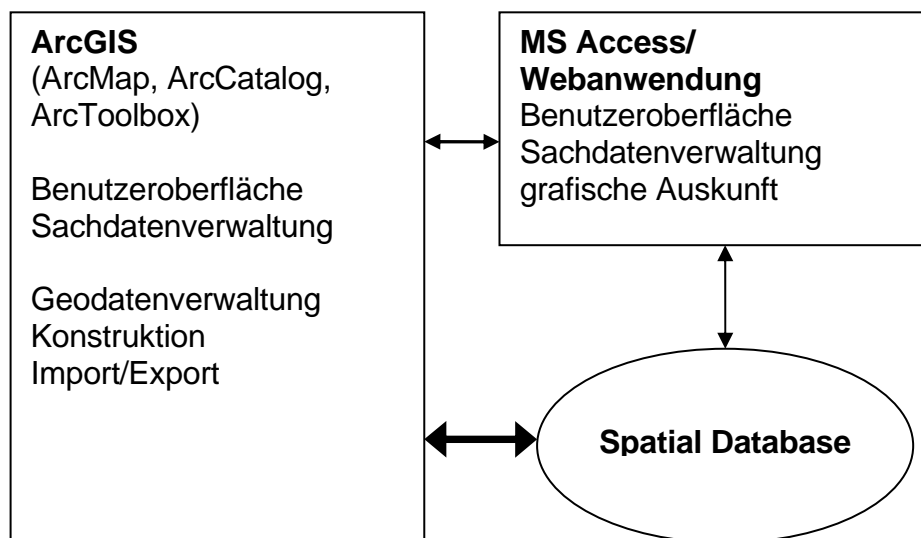 ArcGIS
(ArcMap, ArcCatalog,
ArcToolbox)
Benutzeroberfläche
Sachdatenverwaltung
Geodatenverwaltung
Konstruktion
Import/Export
MS Access/
Webanwendung
Benutzeroberfläche
Sachdatenverwaltung
grafische Auskunft
Spatial Database